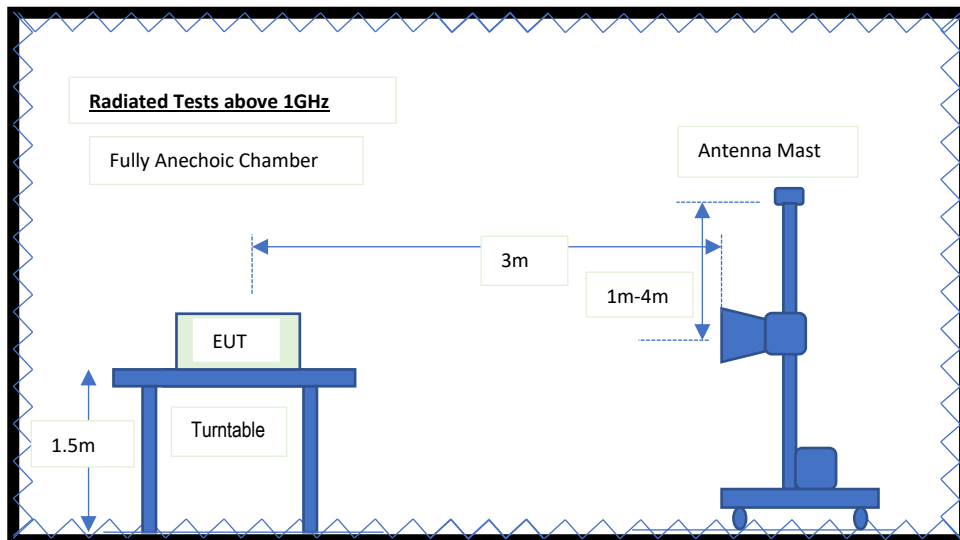 Radiated Tests above 1GHz
Fully Anechoic Chamber
Antenna Mast
3m
1m-4m
EUT
Turntable
1.5m